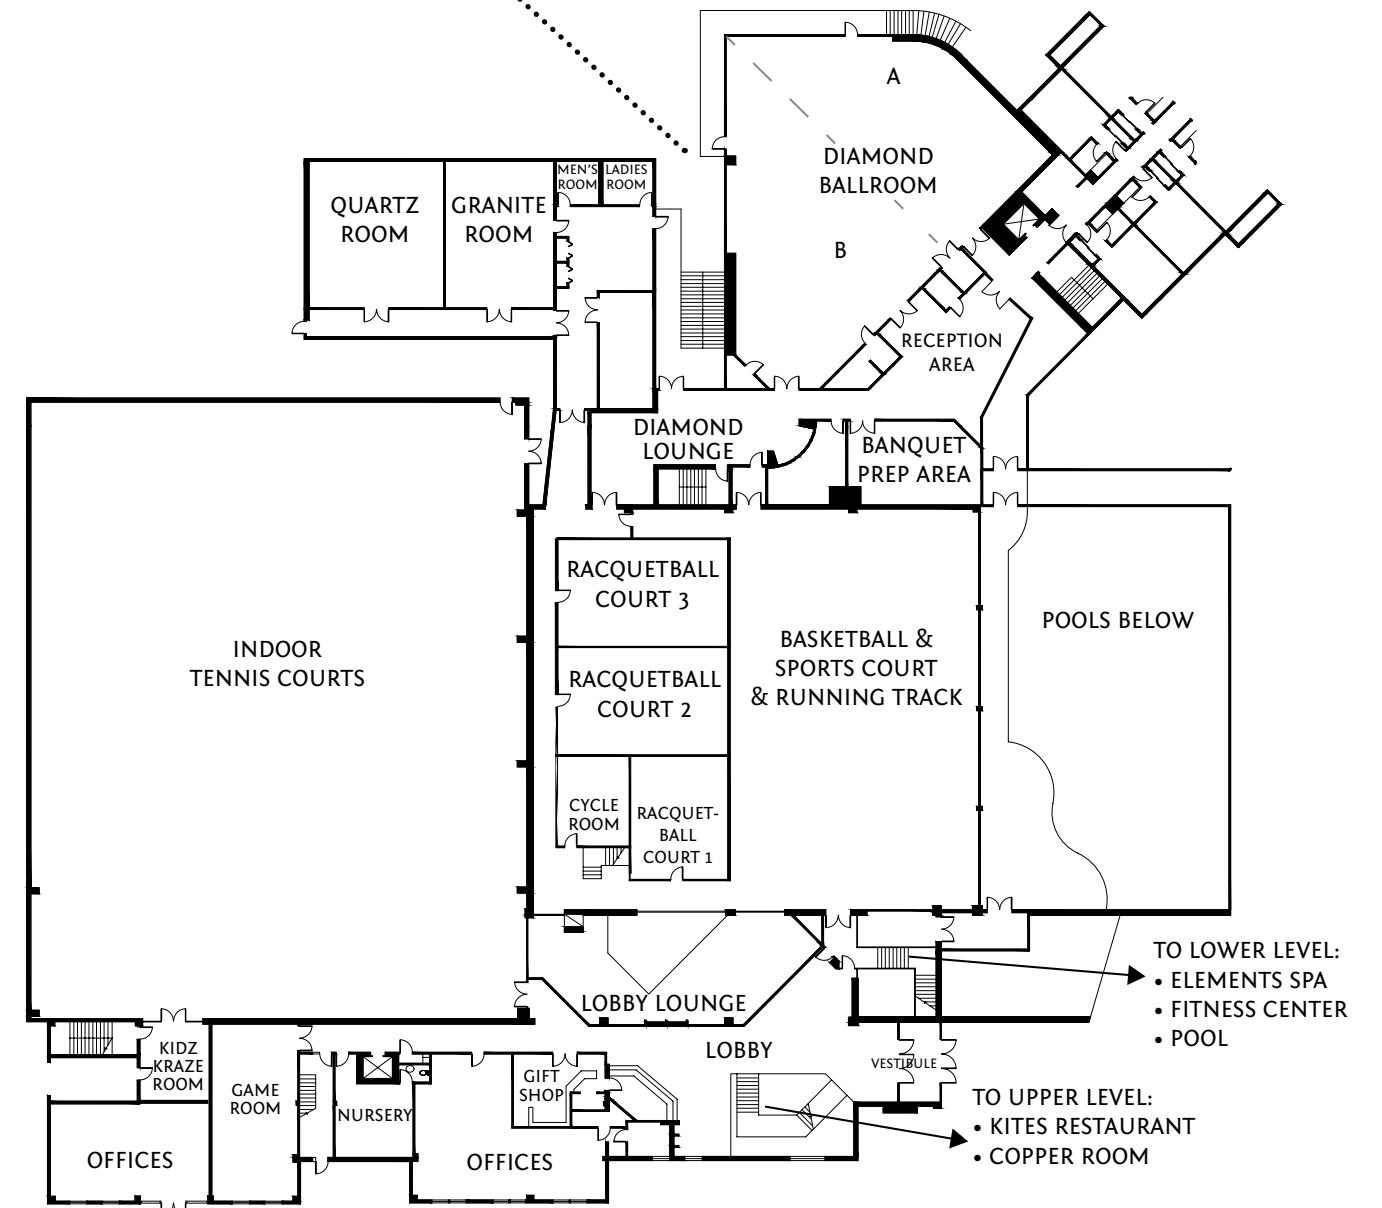 A
DIAMOND
BALLROOM
B
MEN'S
ROOM
LADIES
ROOM
QUARTZ
ROOM
GRANITE
ROOM
RECEPTION
AREA
DIAMOND
LOUNGE
BANQUET
PREP AREA
RACQUETBALL
COURT 3
INDOOR
TENNIS COURTS
RACQUETBALL
COURT 2
BASKETBALL &
SPORTS COURT
& RUNNING TRACK
POOLS BELOW
CYCLE
ROOM
RACQUET-
BALL
COURT 1
LOBBY LOUNGE
TO LOWER LEVEL:
• ELEMENTS SPA
• FITNESS CENTER
• POOL
KIDZ
KRAZE
ROOM
GAME
ROOM
NURSERY
GIFT
SHOP
LOBBY
VESTIBULE
TO UPPER LEVEL:
• KITES RESTAURANT
• COPPER ROOM
OFFICES
OFFICES